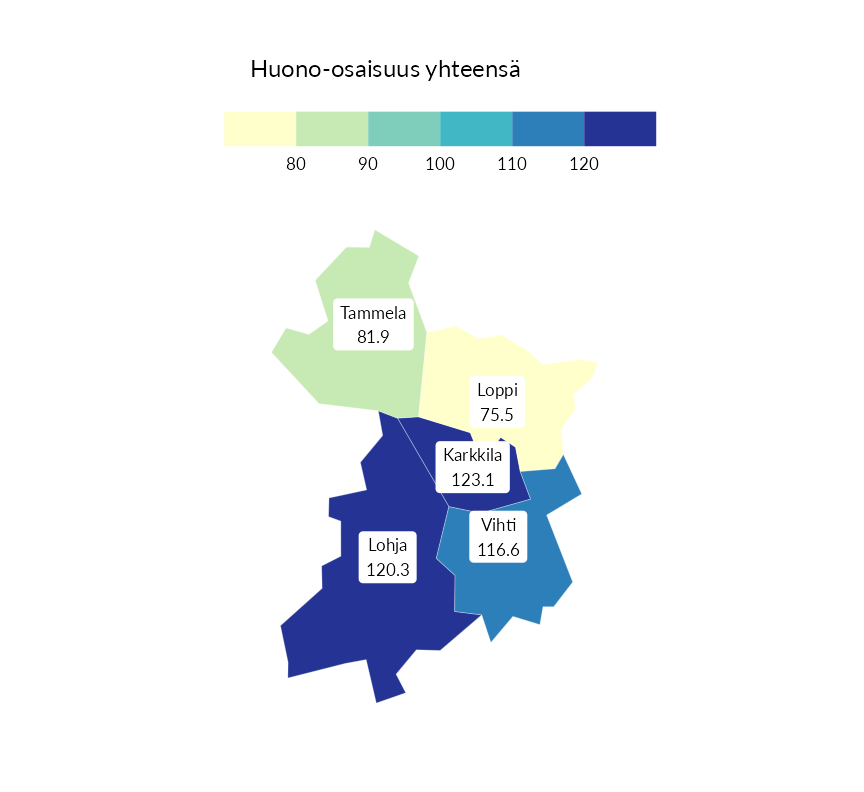 Huono-osaisuus yhteensä
80 90 100 110 120
Tammela
81.9
Loppi
75.5
Karkkila
123.1
Vihti
116.6
Lohja
120.3